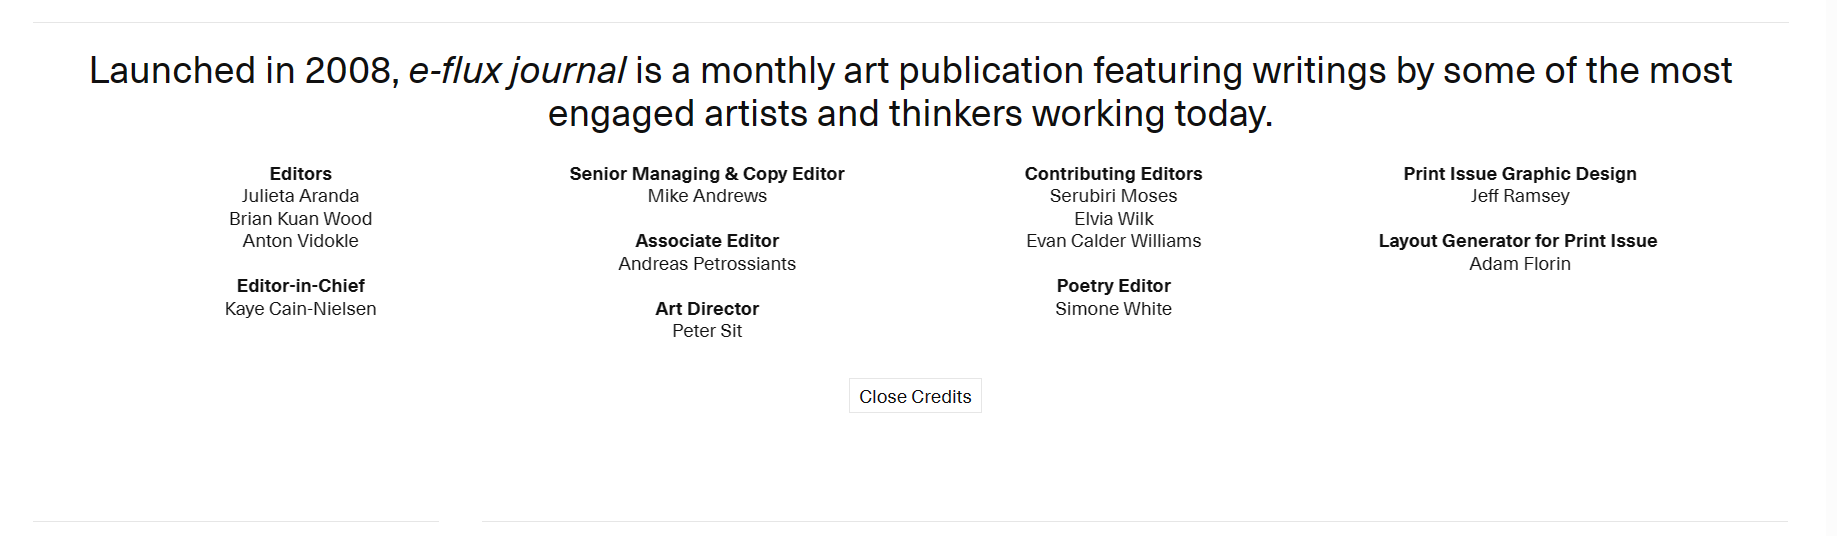 Launched in 2008, e-flux journal is a monthly art publication featuring writings by some of the most
engaged artists and thinkers working today.
Editors
Julieta Aranda
Brian Kuan Wood
Anton Vidokle
Editor-in-Chief
Kaye Cain-Nielsen
Senior Managing & Copy Editor
Mike Andrews
Associate Editor
Andreas Petrossiants
Art Director
Peter Sit
Contributing Editors
Serubiri Moses
Elvia Wilk
Evan Calder Williams
Poetry Editor
Simone White
Print Issue Graphic Design
Jeff Ramsey
Layout Generator for Print Issue
Adam Florin
Close Credits